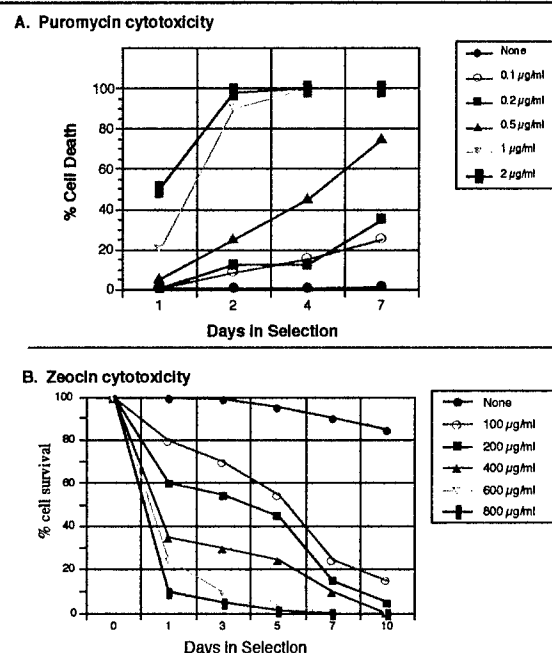 A. Puromycin cytotoxicity
100
80
60
40
20
0
% Cell Death
1 2 4 7
Days in Selection
None
0.1 µg/ml
0.2 µg/ml
0.5 µg/ml
1 µg/ml
2 µg/ml
B. Zeocin cytotoxicity
100
80
60
40
20
0
% cell survival
0 1 3 5 7 10
Days in Selection
None
100 µg/ml
200 µg/ml
400 µg/ml
600 µg/ml
800 µg/ml